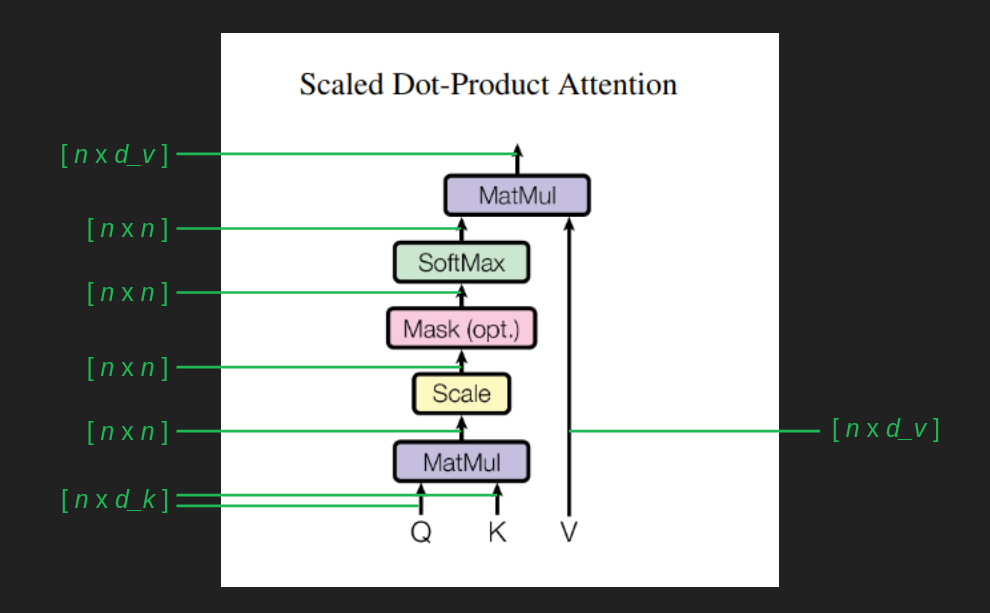 Scaled Dot-Product Attention
[ n x d_v ]
MatMul
[ n x n ]
SoftMax
[ n x n ]
Mask (opt.)
[ n x n ]
Scale
[ n x n ]
[ n x d_v ]
MatMul
[ n x d_k ]
Q K V